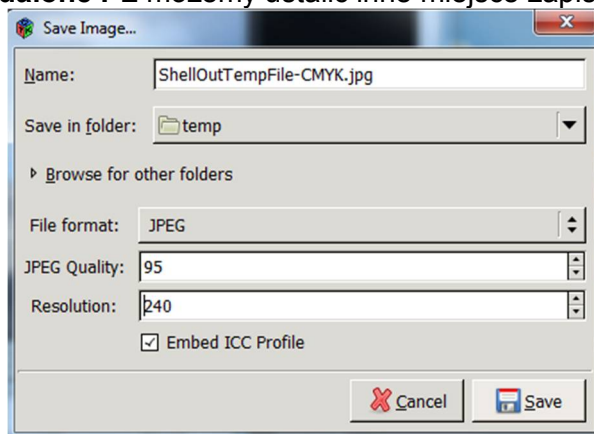 Save Image...
Name: ShellOutTempFile-CMYK.jpg
Save in folder: temp
Browse for other folders
File format: JPEG
JPEG Quality: 95
Resolution: 240
Embed ICC Profile
Cancel Save